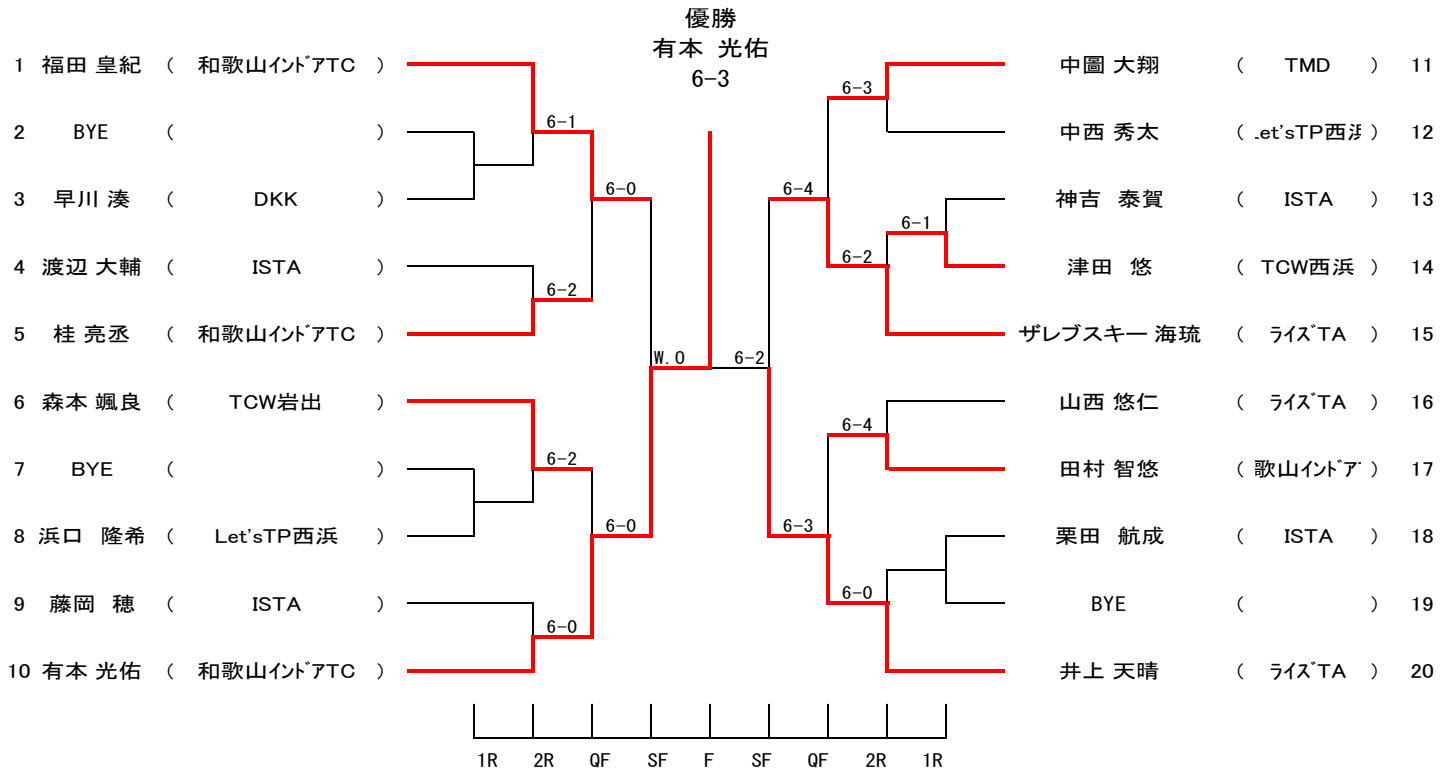 優勝
有本 光佑
6-3
1 福田 皇紀 ( 和歌山インドアTC )
2 BYE ( )
3 早川 湊 ( DKK )
4 渡辺 大輔 ( ISTA )
5 桂 亮丞 ( 和歌山インドアTC )
6 森本 颯良 ( TCW岩出 )
7 BYE ( )
8 浜口 隆希 ( Let'sTP西浜 )
9 藤岡 穂 ( ISTA )
10 有本 光佑 ( 和歌山インドアTC )
6-1
6-0
6-2
6-2
6-0
6-0
W.O
6-2
6-3
6-4
6-1
6-2
6-4
6-3
6-0
中圖 大翔 ( TMD ) 11
中西 秀太 ( et'sTP西浜 ) 12
神吉 泰賀 ( ISTA ) 13
津田 悠 ( TCW西浜 ) 14
ザレブスキー 海琉 ( ライズTA ) 15
山西 悠仁 ( ライズTA ) 16
田村 智悠 ( 歌山インドア ) 17
栗田 航成 ( ISTA ) 18
BYE ( ) 19
井上 天晴 ( ライズTA ) 20
1R 2R QF SF F SF QF 2R 1R